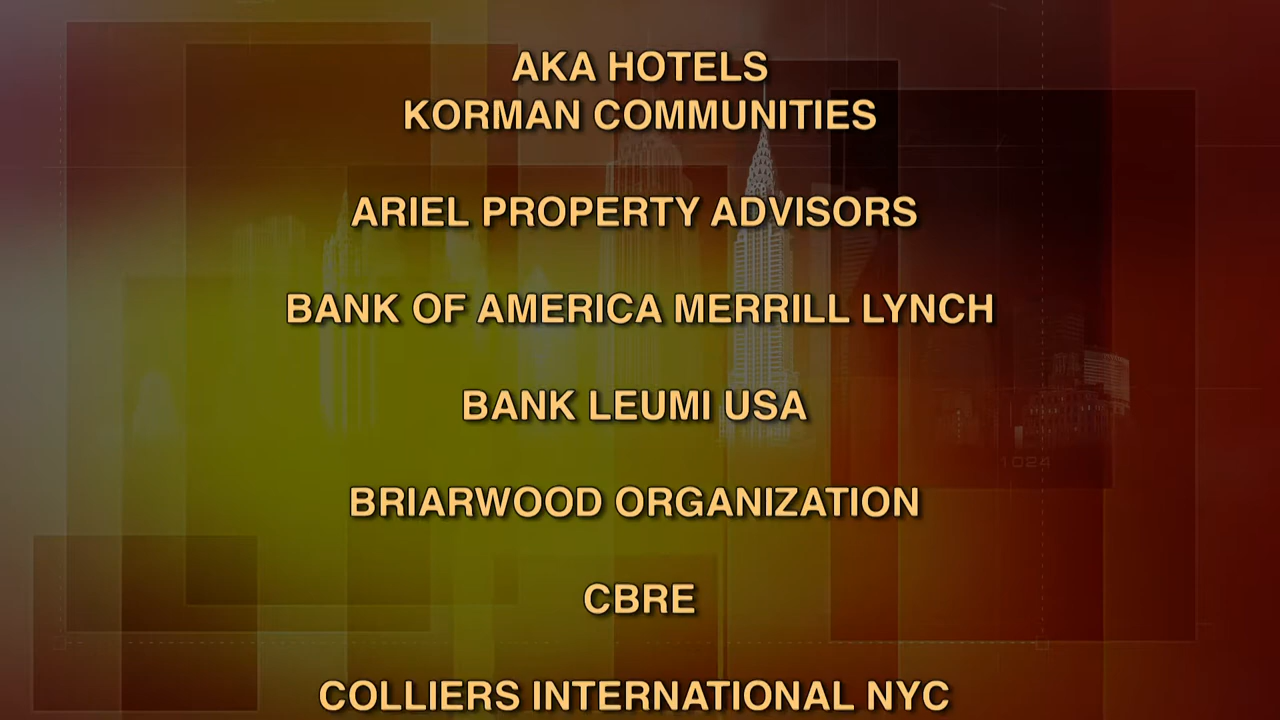 AKA HOTELS
KORMAN COMMUNITIES
ARIEL PROPERTY ADVISORS
BANK OF AMERICA MERRILL LYNCH
BANK LEUMI USA
1024
BRIARWOOD ORGANIZATION
CBRE
COLLIERS INTERNATIONAL NYC